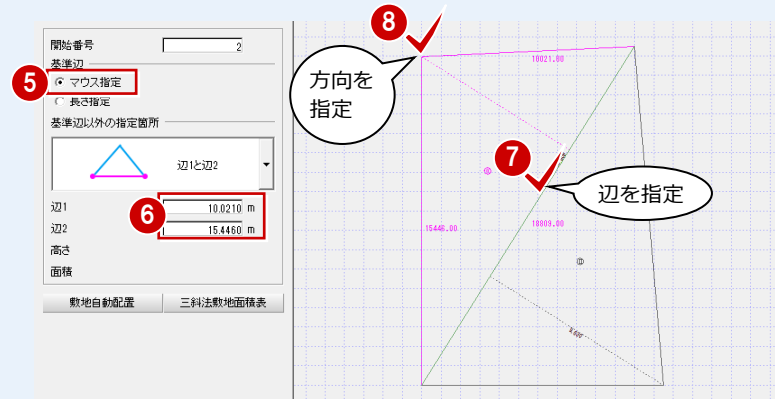 開始番号 2
基準辺
5
マウス指定
長さ指定
基準辺以外の指定箇所
辺1と辺2
辺1 10.0210 m
6
辺2 15.4460 m
高さ
面積
敷地自動配置 三斜法敷地面積表
8
方向を
指定
10021.00
7
辺を指定
15446.00
18809.00